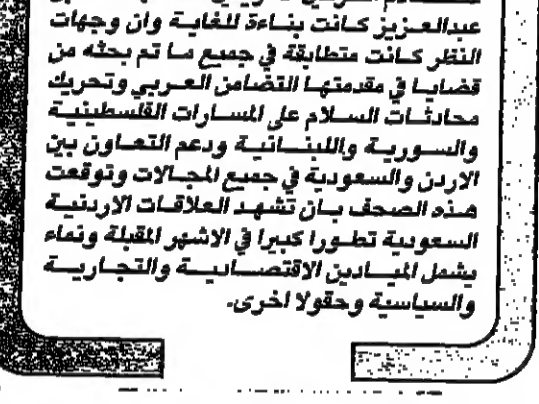 عبدالعزيز كانت بناءة للغاية وان وجهات
النظر كانت متطابقة في جميع ما تم بحثه من
قضايا في مقدمتها التضامن العربي وتحريك
محادثات السلام على المسارات الفلسطينية
والسورية واللبنانية ودعم التعاون بين
الاردن والسعودية في جميع المجالات وتوقعت
هذه الصحف بان تشهد العلاقات الاردنية
السعودية تطورا كبيرا في الاشهر المقبلة ونماء
يشمل الميادين الاقتصادية والتجارية
والسياسية وحقولا اخرى.